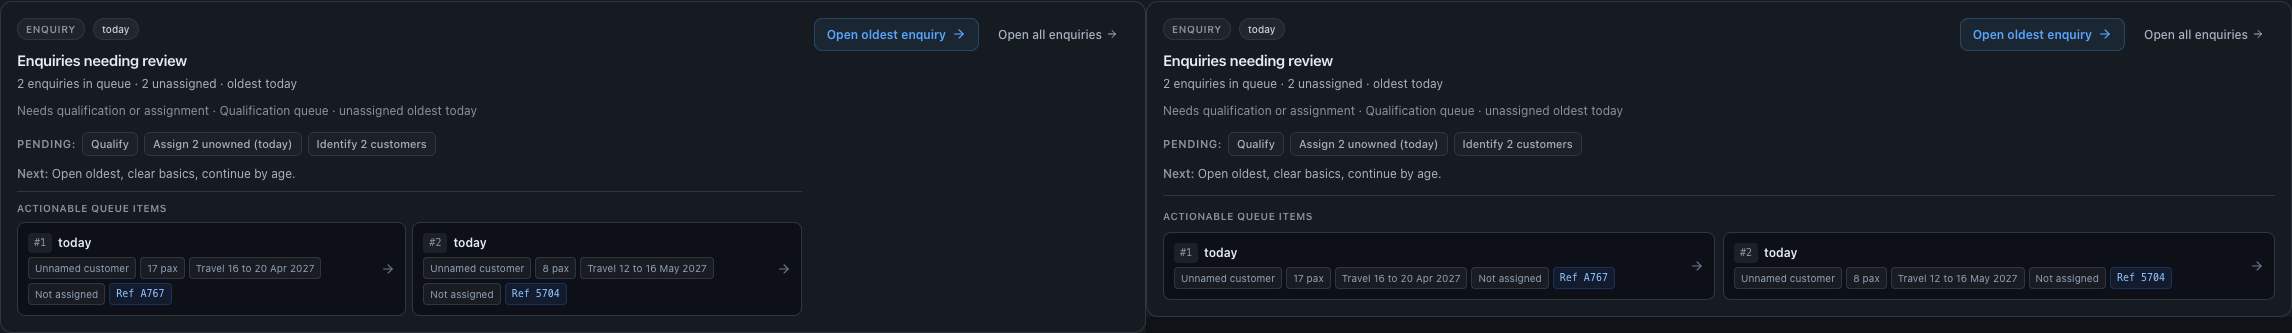 ENQUIRY today
Open oldest enquiry → Open all enquiries →
Enquiries needing review
2 enquiries in queue · 2 unassigned · oldest today
Needs qualification or assignment · Qualification queue · unassigned oldest today
PENDING: Qualify Assign 2 unowned (today) Identify 2 customers
Next: Open oldest, clear basics, continue by age.
ACTIONABLE QUEUE ITEMS
#1 today
Unnamed customer 17 pax Travel 16 to 20 Apr 2027 →
Not assigned Ref A767
#2 today
Unnamed customer 8 pax Travel 12 to 16 May 2027 →
Not assigned Ref 5704
ENQUIRY today
Open oldest enquiry → Open all enquiries →
Enquiries needing review
2 enquiries in queue · 2 unassigned · oldest today
Needs qualification or assignment · Qualification queue · unassigned oldest today
PENDING: Qualify Assign 2 unowned (today) Identify 2 customers
Next: Open oldest, clear basics, continue by age.
ACTIONABLE QUEUE ITEMS
#1 today
Unnamed customer 17 pax Travel 16 to 20 Apr 2027 Not assigned Ref A767 →
#2 today
Unnamed customer 8 pax Travel 12 to 16 May 2027 Not assigned Ref 5704 →